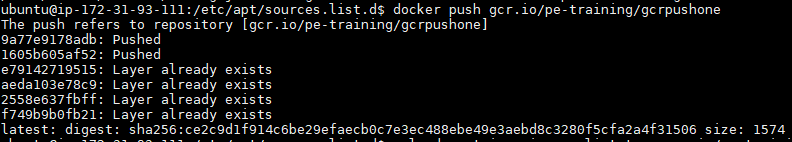 ubuntu@ip-172-31-93-111:/etc/apt/sources.list.d$ docker push gcr.io/pe-training/gcrpushone
The push refers to repository [gcr.io/pe-training/gcrpushone]
9a77e9178adb: Pushed
1605b605af52: Pushed
e79142719515: Layer already exists
aeda103e78c9: Layer already exists
2558e637fbff: Layer already exists
f749b9b0fb21: Layer already exists
latest: digest: sha256:ce2c9d1f914c6be29efaecb0c7e3ec488ebe49e3aebd8c3280f5cfa2a4f31506 size: 1574